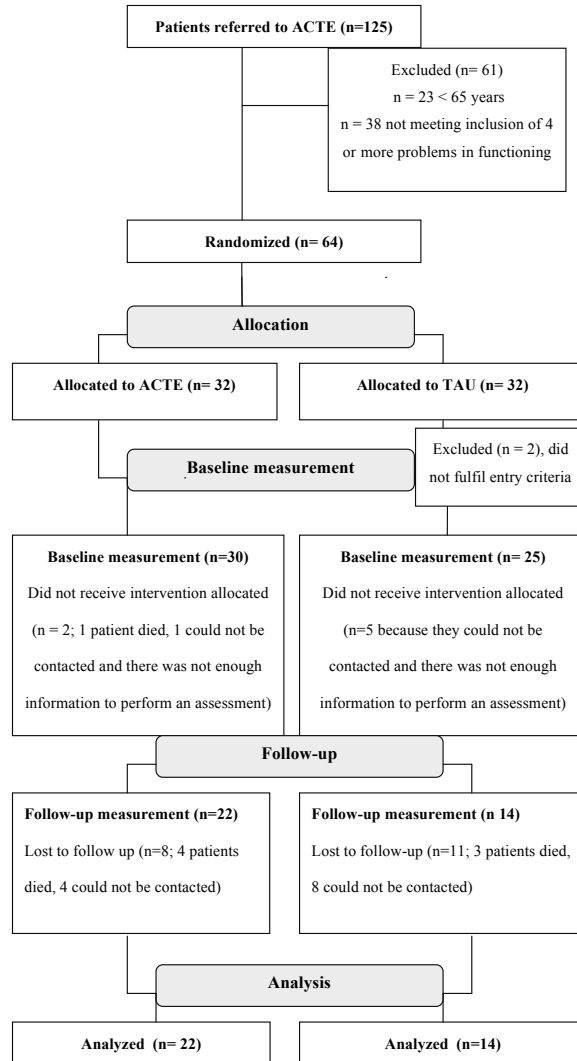 Patients referred to ACTE (n=125)
Excluded (n= 61)
n = 23 < 65 years
n = 38 not meeting inclusion of 4
or more problems in functioning
Randomized (n= 64)
Allocation
Allocated to ACTE (n= 32)
Allocated to TAU (n= 32)
Excluded (n = 2), did
not fulfil entry criteria
Baseline measurement
Baseline measurement (n=30)
Did not receive intervention allocated
(n = 2; 1 patient died, 1 could not be
contacted and there was not enough
information to perform an assessment)
Baseline measurement (n= 25)
Did not receive intervention allocated
(n=5 because they could not be
contacted and there was not enough
information to perform an assessment)
Follow-up
Follow-up measurement (n=22)
Lost to follow up (n=8; 4 patients
died, 4 could not be contacted)
Follow-up measurement (n 14)
Lost to follow-up (n=11; 3 patients died,
8 could not be contacted)
Analysis
Analyzed (n= 22)
Analyzed (n=14)